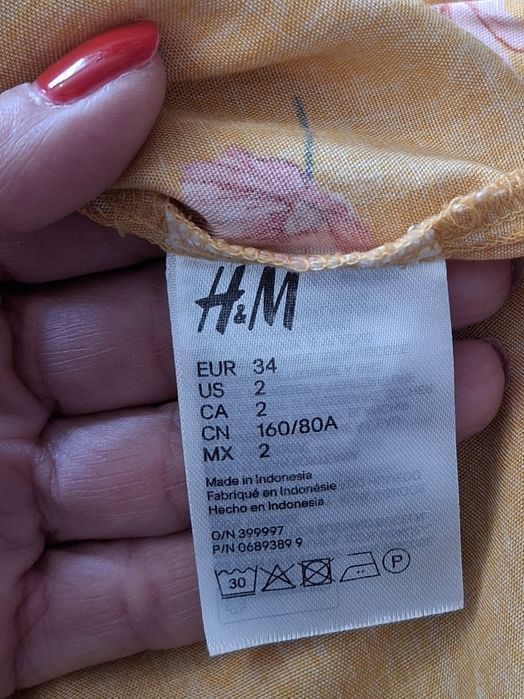 H&M
EUR 34
US 2
CA 2
CN 160/80A
MX 2
Made in Indonesia
Fabriqué en Indonésie
Hecho en Indonesia
O/N 399997
P/N 0689389 9
30
P